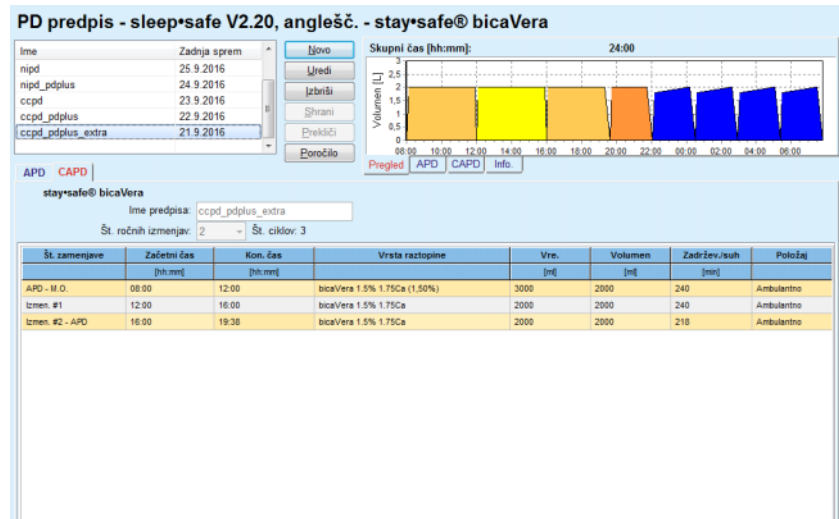 PD predpis - sleep•safe V2.20, anglešč. - stay•safe® bicaVera
Ime Zadnja sprem
nipd 25.9.2016
nipd_pdplus 24.9.2016
ccpd 23.9.2016
ccpd_pdplus 22.9.2016
ccpd_pdplus_extra 21.9.2016
Novo
Uredi
Izbriši
Shrani
Prekliči
Poročilo
Skupni čas [hh:mm]: 24:00
Volumen [L]
3
2,5
2
1,5
1
0,5
0
08:00 10:00 12:00 14:00 16:00 18:00 20:00 22:00 00:00 02:00 04:00 06:00
Pregled APD CAPD Info.
APD CAPD
stay•safe® bicaVera
Ime predpisa: ccpd_pdplus_extra
Št. ročnih izmenjav: 2 Št. ciklov: 3
Št. zamenjave Začetni čas Kon. čas Vrsta raztopine Vre. Volumen Zadržev./suh Položaj
[hh:mm] [hh:mm] [ml] [ml] [min]
APD - M.O. 08:00 12:00 bicaVera 1.5% 1.75Ca (1,50%) 3000 2000 240 Ambulantno
Izmen. #1 12:00 16:00 bicaVera 1.5% 1.75Ca 2000 2000 240 Ambulantno
Izmen. #2 - APD 16:00 19:38 bicaVera 1.5% 1.75Ca 2000 2000 218 Ambulantno